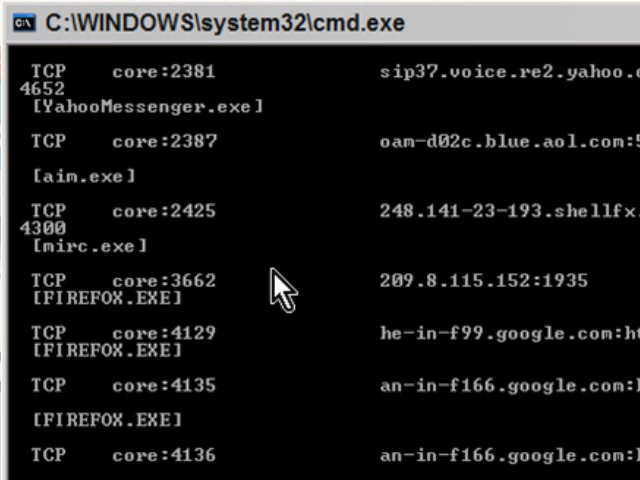 C:\WINDOWS\system32\cmd.exe
TCP core:2381 sip37.voice.re2.yahoo.
4652
[YahooMessenger.exe]
TCP core:2387 oam-d02c.blue.aol.com:
[aim.exe]
TCP core:2425 248.141-23-193.shellfx.
4300
[mirc.exe]
TCP core:3662 209.8.115.152:1935
[FIREFOX.EXE]
TCP core:4129 he-in-f99.google.com:ht
[FIREFOX.EXE]
TCP core:4135 an-in-f166.google.com:
[FIREFOX.EXE]
TCP core:4136 an-in-f166.google.com: